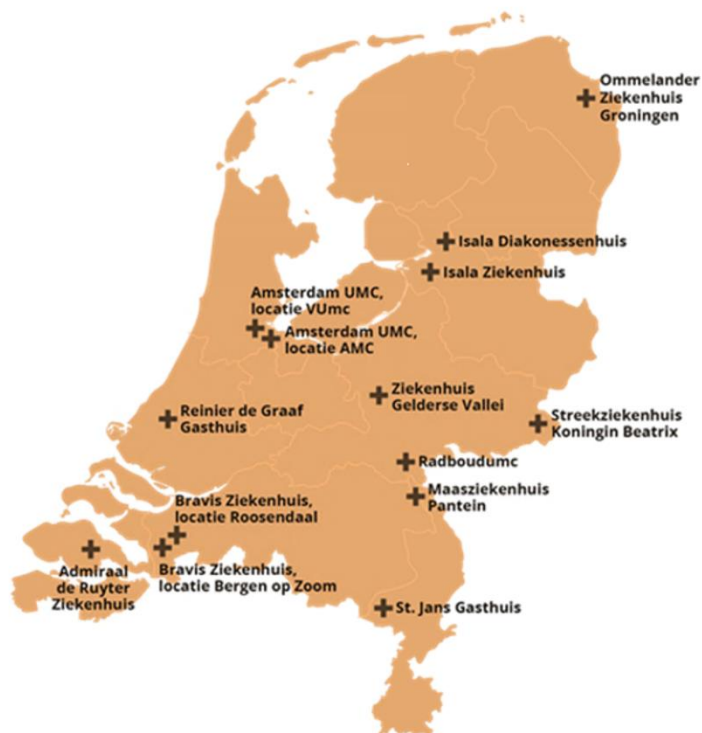 Ommelander
Ziekenhuis
Groningen
Isala Diakonessenhuis
Isala Ziekenhuis
Amsterdam UMC,
locatie VUmc
Amsterdam UMC,
locatie AMC
Ziekenhuis
Gelderse Vallei
Reinier de Graaf
Gasthuis
Streekziekenhuis
Koningin Beatrix
Radboudumc
Maasziekenhuis
Pantein
Bravis Ziekenhuis,
locatie Roosendaal
Admiraal
de Ruyter
Ziekenhuis
Bravis Ziekenhuis,
locatie Bergen op Zoom
St. Jans Gasthuis